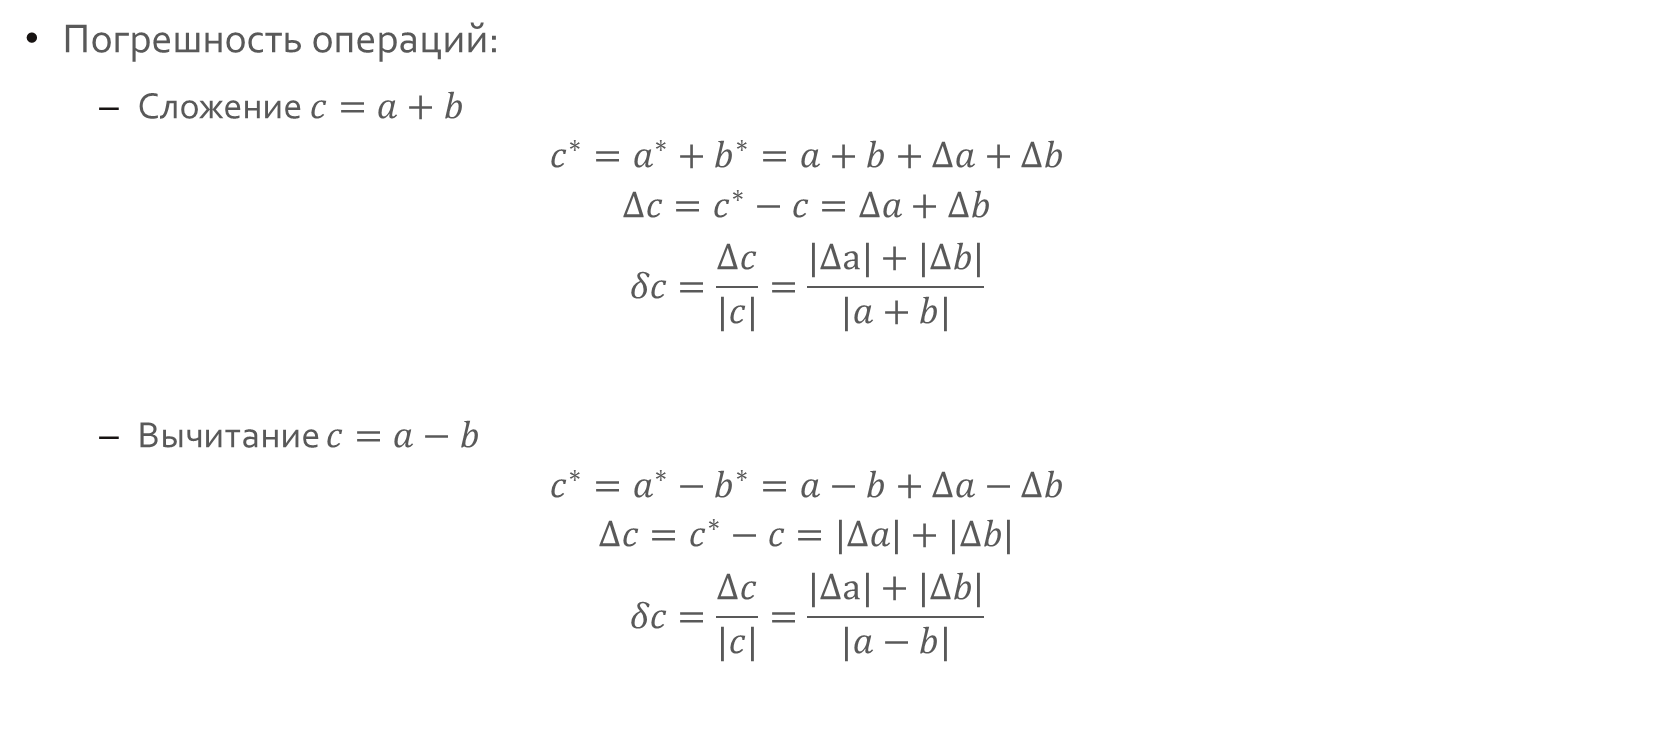 • Погрешность операций:
– Сложение c = a + b
c* = a* + b* = a + b + Δa + Δb
Δc = c* − c = Δa + Δb
δc = Δc / |c| = |Δa| + |Δb| / |a + b|
– Вычитание c = a − b
c* = a* − b* = a − b + Δa − Δb
Δc = c* − c = |Δa| + |Δb|
δc = Δc / |c| = |Δa| + |Δb| / |a − b|